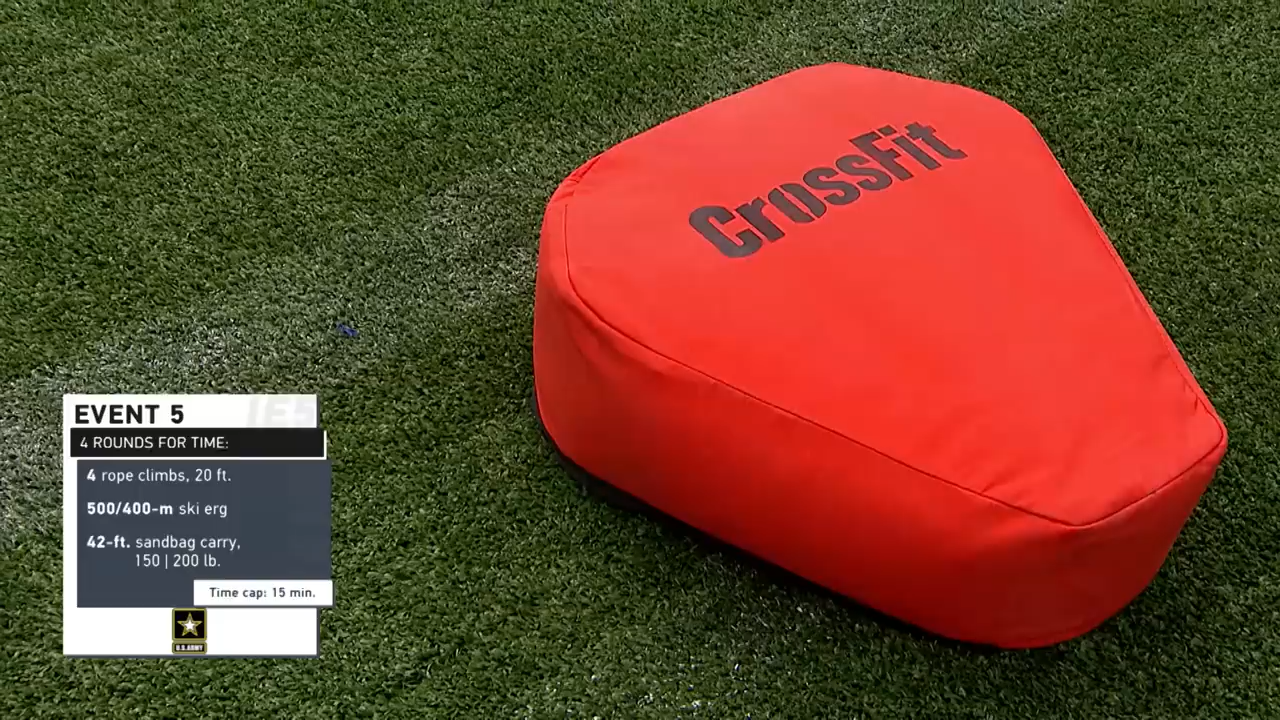 CrossFit
EVENT 5
4 ROUNDS FOR TIME:
4 rope climbs, 20 ft.
500/400-m ski erg
42-ft. sandbag carry,
150 | 200 lb.
Time cap: 15 min.
U.S.ARMY